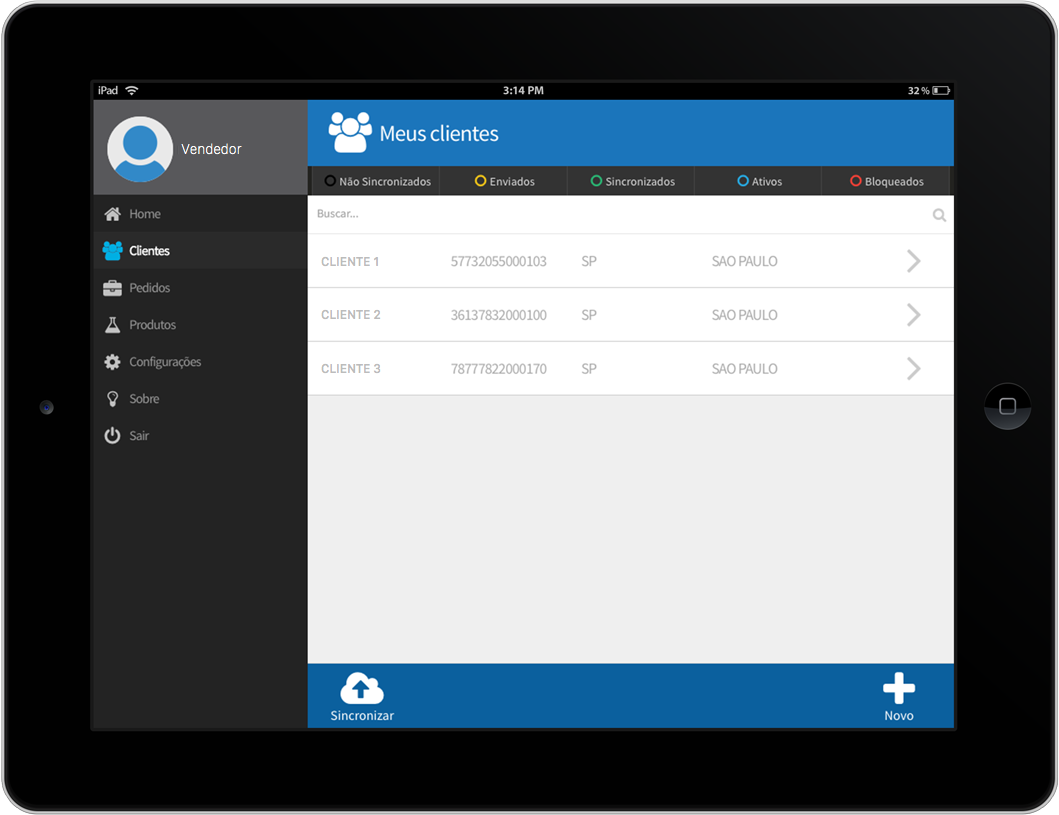 iPad 3:14 PM 32%
Vendedor
Home
Clientes
Pedidos
Produtos
Configurações
Sobre
Sair
Meus clientes
Não Sincronizados Enviados Sincronizados Ativos Bloqueados
Buscar...
CLIENTE 1 57732055000103 SP SAO PAULO
CLIENTE 2 36137832000100 SP SAO PAULO
CLIENTE 3 78777822000170 SP SAO PAULO
Sincronizar Novo